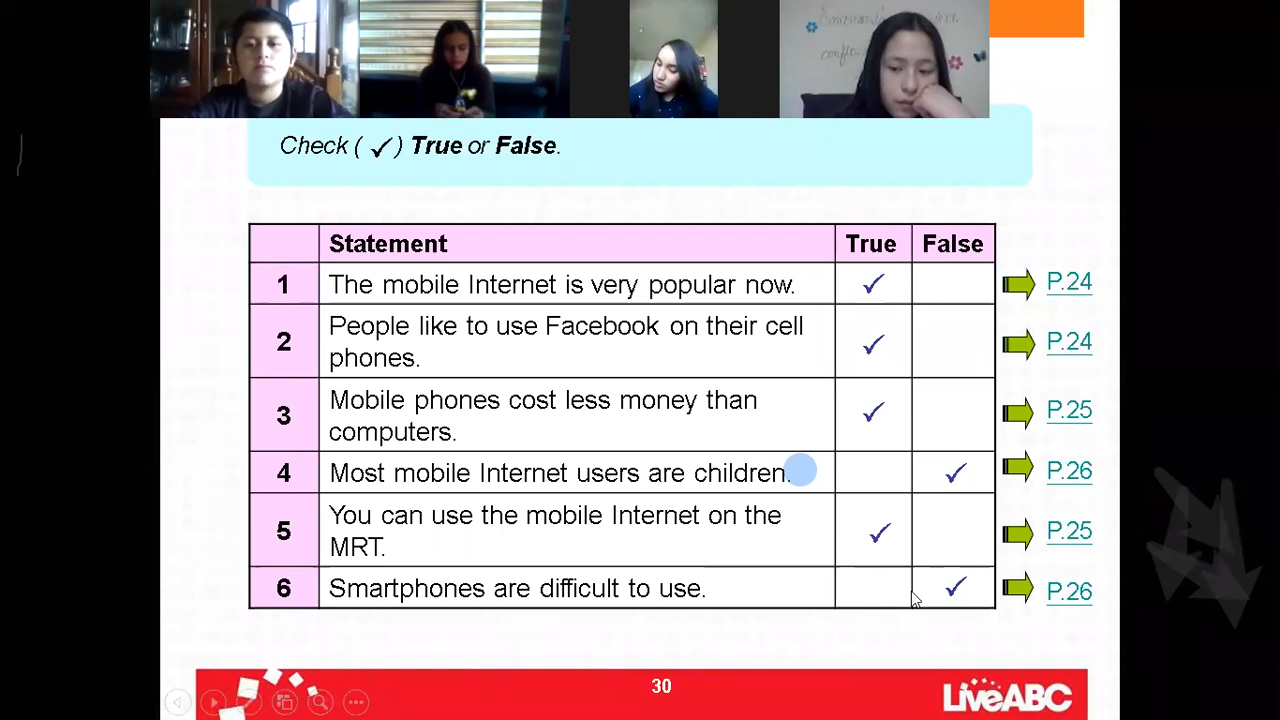 Check ( ✓ ) True or False.
Statement True False
1 The mobile Internet is very popular now. ✓ P.24
2 People like to use Facebook on their cell
phones. ✓ P.24
3 Mobile phones cost less money than
computers. ✓ P.25
4 Most mobile Internet users are children. ✓ P.26
5 You can use the mobile Internet on the
MRT. ✓ P.25
6 Smartphones are difficult to use. ✓ P.26
30
LiveABC